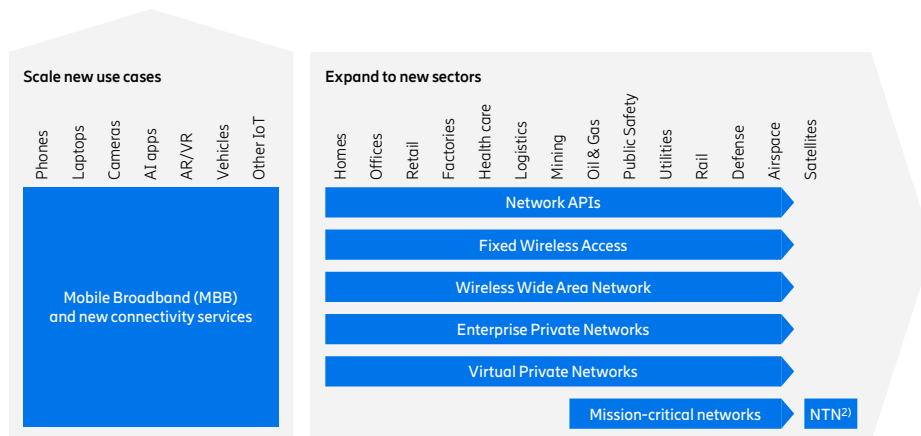 Scale new use cases
Phones
Laptops
Cameras
AI apps
AR/VR
Vehicles
Other IoT
Mobile Broadband (MBB)
and new connectivity services
Expand to new sectors
Homes
Offices
Retail
Factories
Health care
Logistics
Mining
Oil & Gas
Public Safety
Utilities
Rail
Defense
Airspace
Satellites
Network APIs
Fixed Wireless Access
Wireless Wide Area Network
Enterprise Private Networks
Virtual Private Networks
Mission-critical networks
NTN²⁾